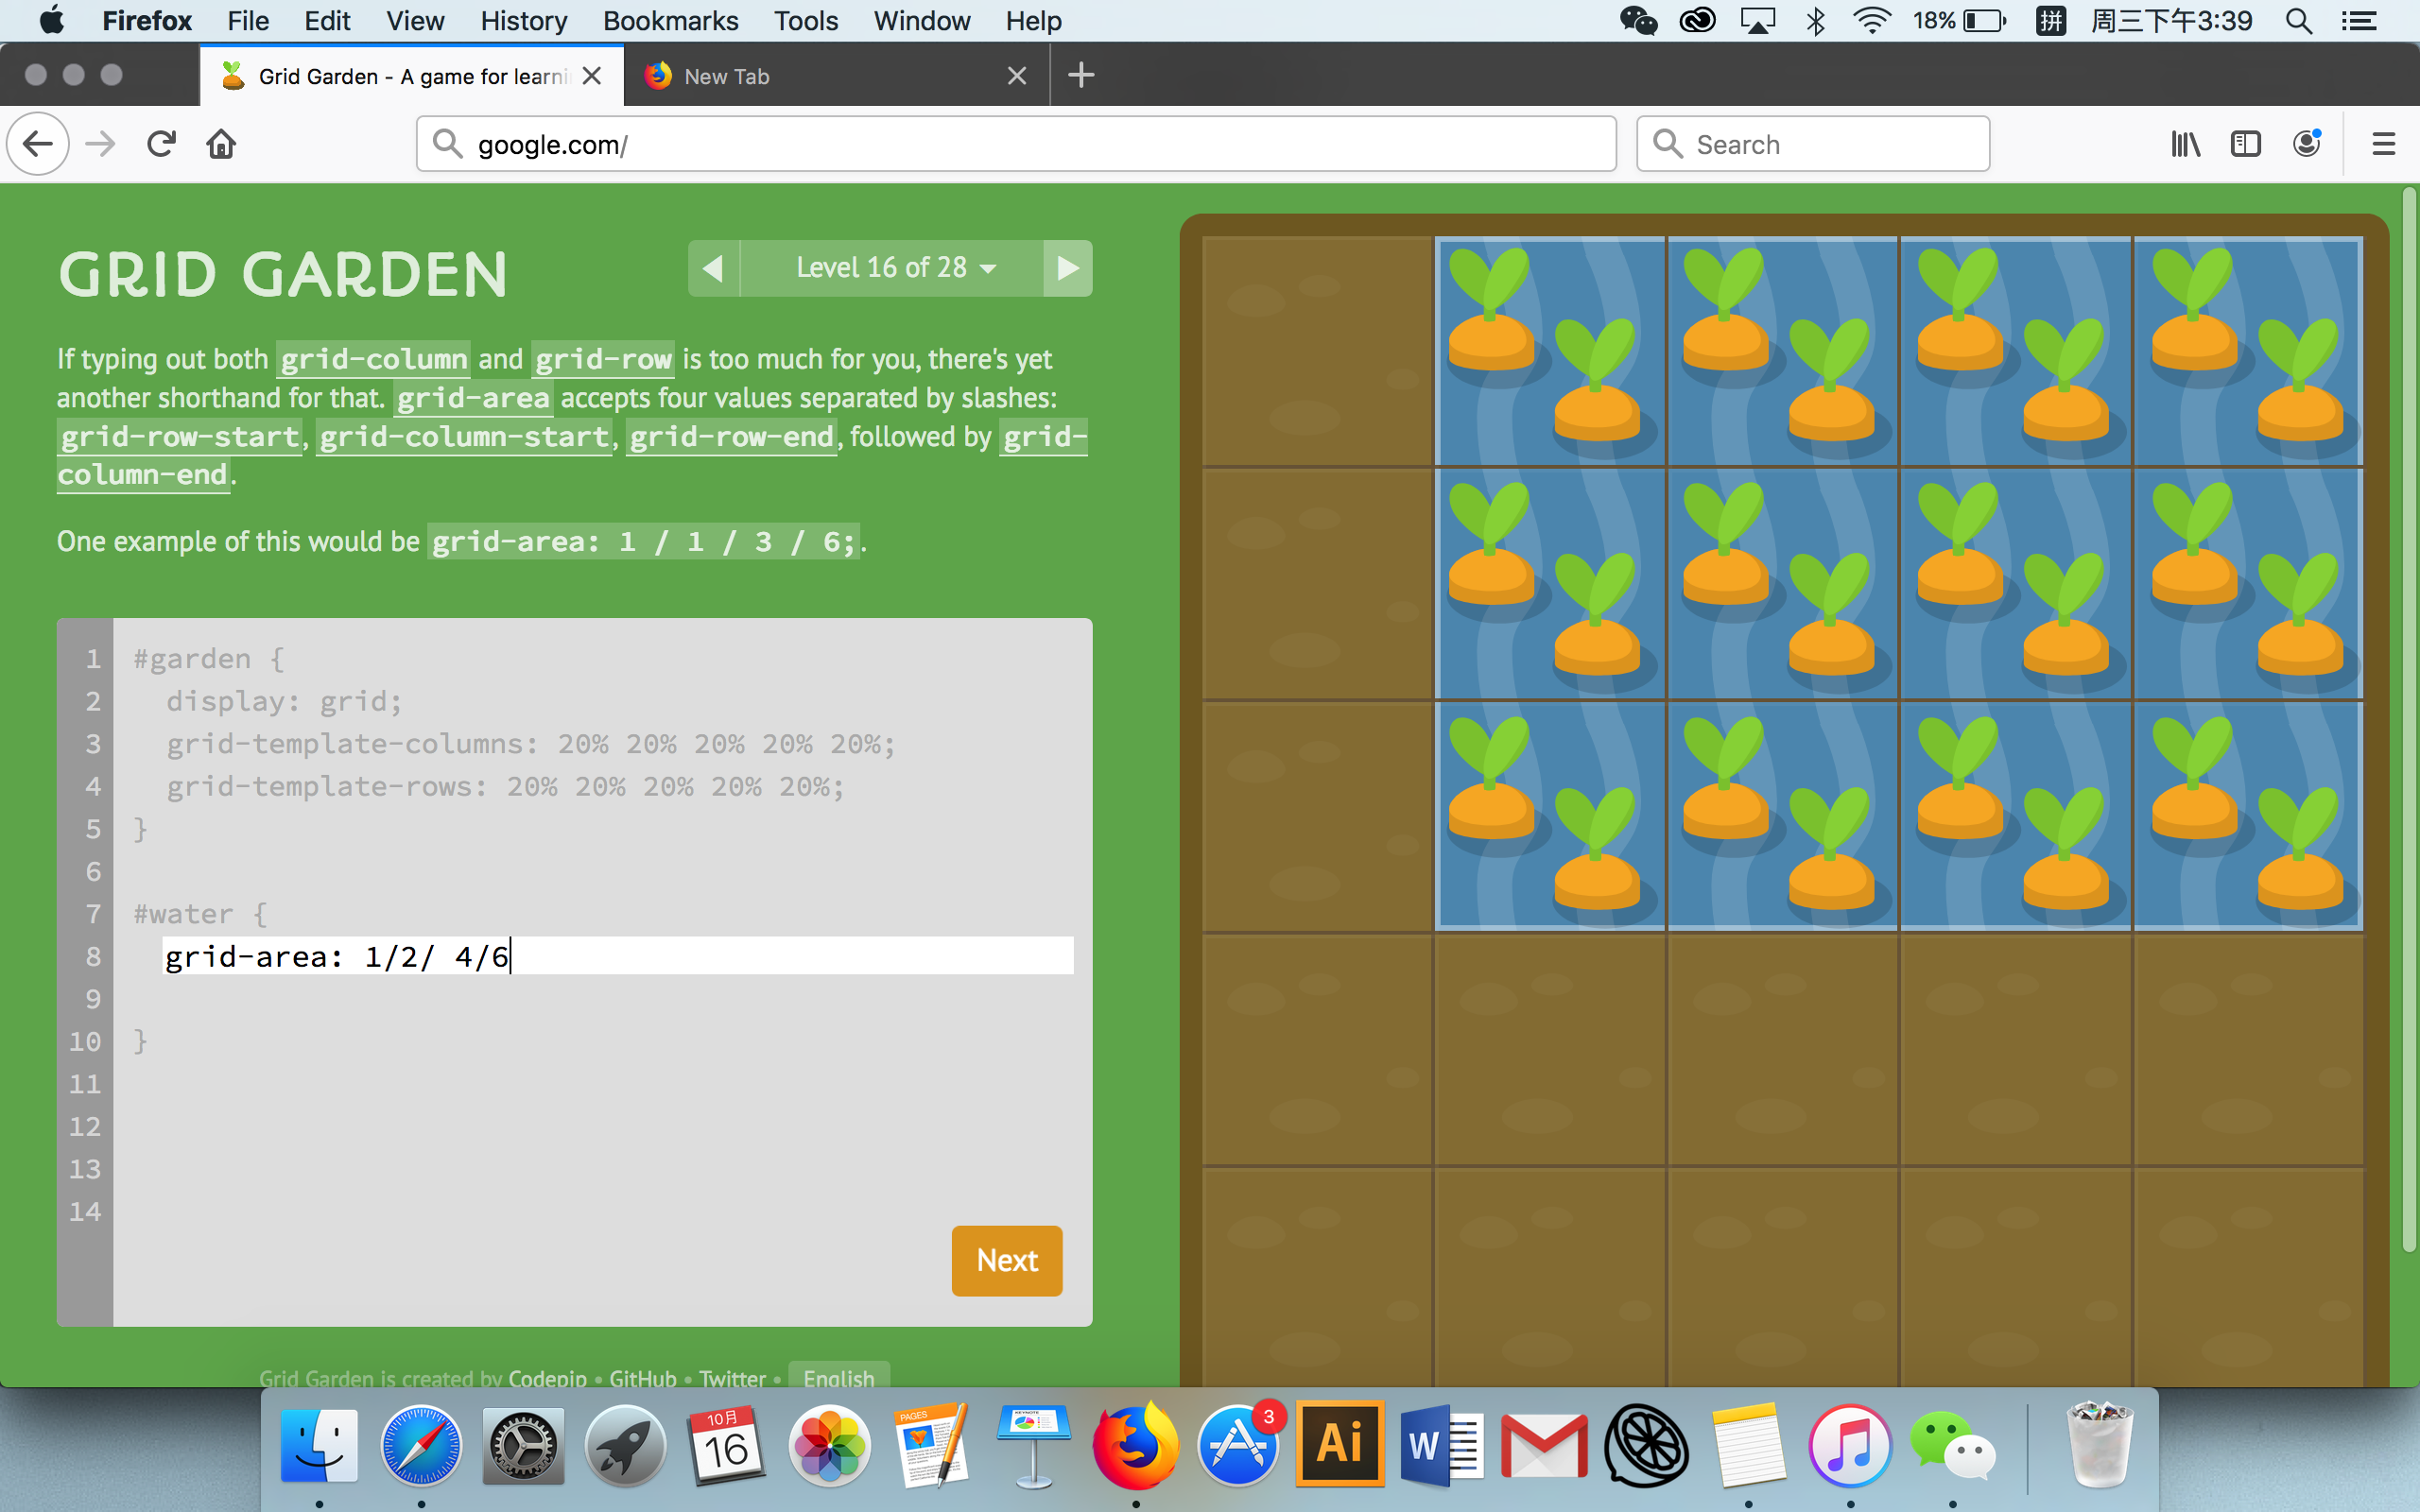 Firefox File Edit View History Bookmarks Tools Window Help 18% 拼 周三下午3:39
Grid Garden - A game for learni
New Tab
google.com/
Search
GRID GARDEN
Level 16 of 28
If typing out both grid-column and grid-row is too much for you, there's yet
another shorthand for that. grid-area accepts four values separated by slashes:
grid-row-start, grid-column-start, grid-row-end, followed by grid-
column-end.
One example of this would be grid-area: 1 / 1 / 3 / 6;.
1 #garden {
2 display: grid;
3 grid-template-columns: 20% 20% 20% 20% 20%;
4 grid-template-rows: 20% 20% 20% 20% 20%;
5 }
6
7 #water {
8 grid-area: 1/2/ 4/6
9
10 }
11
12
13
14
Next
Grid Garden is created by Codepip • GitHub • Twitter • English
10月
16
PAGES
KEYNOTE
3
Ai
W